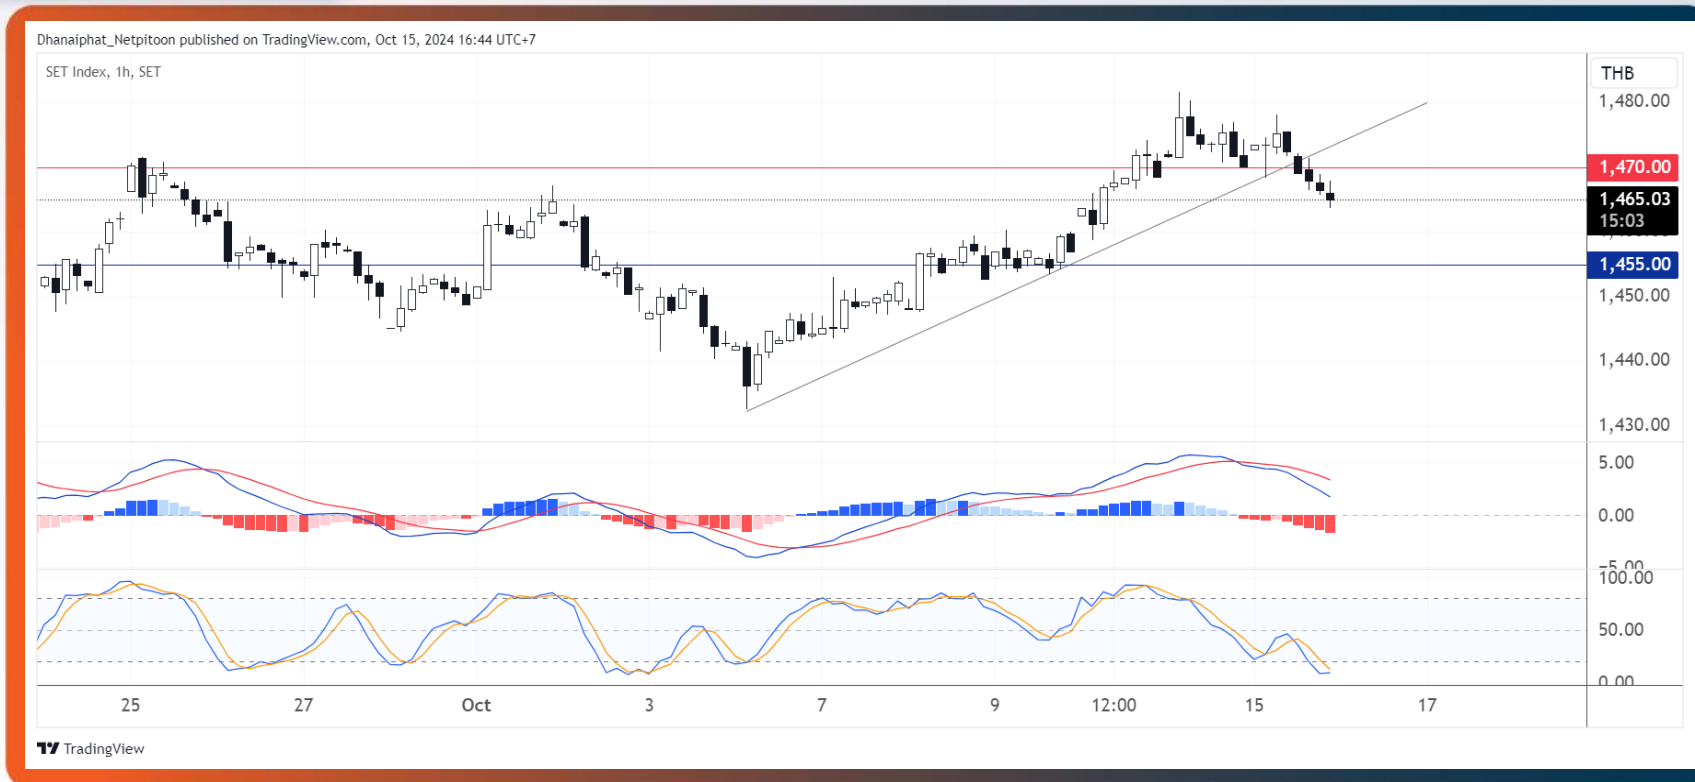 Dhanaiphat_Netpitoon published on TradingView.com, Oct 15, 2024 16:44 UTC+7
SET Index, 1h, SET
THB
1,480.00
1,470.00
1,465.03
15:03
1,455.00
1,450.00
1,440.00
1,430.00
5.00
0.00
-5.00
100.00
50.00
0.00
25 27 Oct 3 7 9 12:00 15 17
TradingView